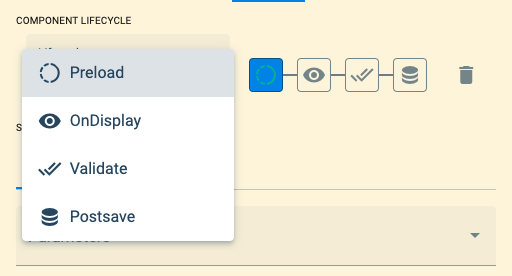 COMPONENT LIFECYCLE
Preload
OnDisplay
Validate
Postsave
Parameters